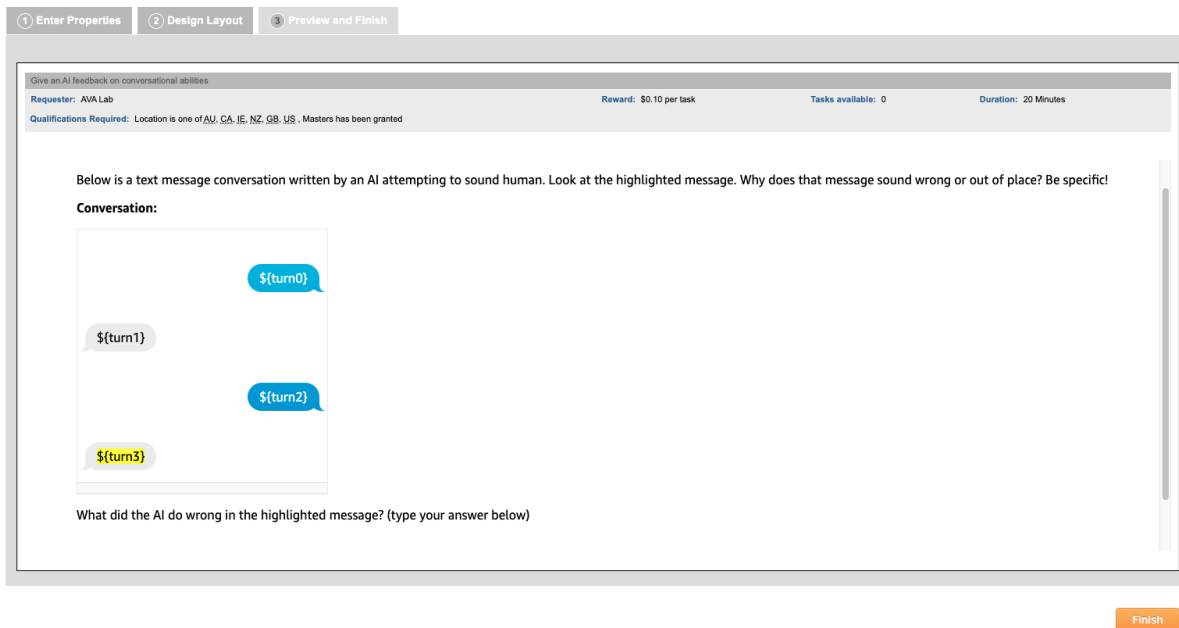 1 Enter Properties 2 Design Layout 3 Preview and Finish
Give an AI feedback on conversational abilities
Requester: AVA Lab Reward: $0.10 per task Tasks available: 0 Duration: 20 Minutes
Qualifications Required: Location is one of AU, CA, IE, NZ, GB, US , Masters has been granted
Below is a text message conversation written by an AI attempting to sound human. Look at the highlighted message. Why does that message sound wrong or out of place? Be specific!
Conversation:
${turn0}
${turn1}
${turn2}
${turn3}
What did the AI do wrong in the highlighted message? (type your answer below)
Finish